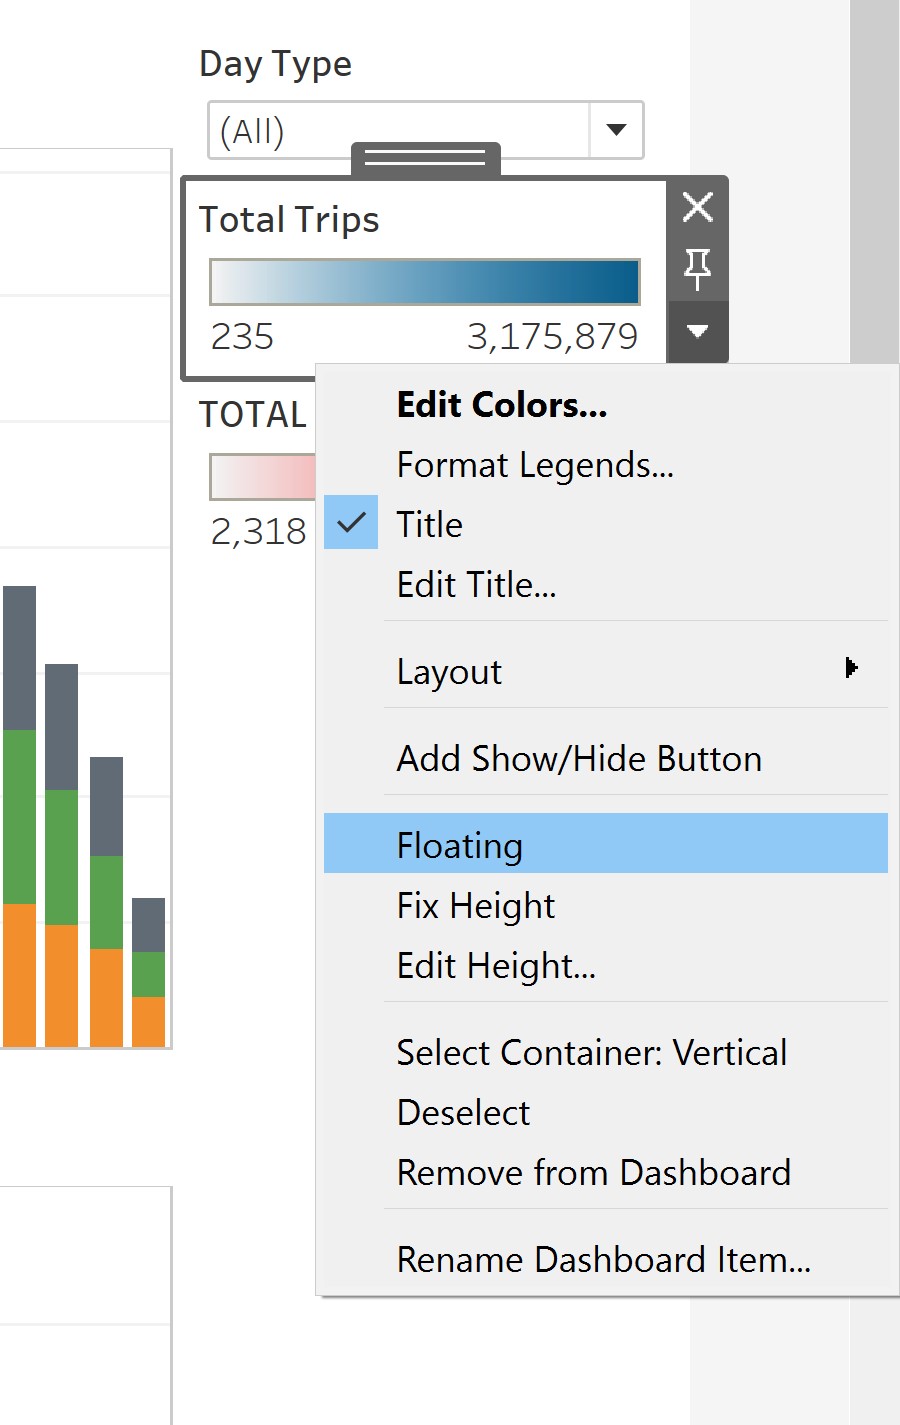 Day Type
(All)
Total Trips
235 3,175,879
TOTAL
2,318
Edit Colors...
Format Legends...
Title
Edit Title...
Layout
Add Show/Hide Button
Floating
Fix Height
Edit Height...
Select Container: Vertical
Deselect
Remove from Dashboard
Rename Dashboard Item...